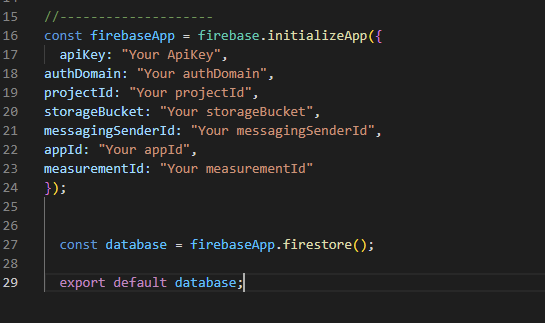 15 //--------------------
16 const firebaseApp = firebase.initializeApp({
17 apiKey: "Your ApiKey",
18 authDomain: "Your authDomain",
19 projectId: "Your projectId",
20 storageBucket: "Your storageBucket",
21 messagingSenderId: "Your messagingSenderId",
22 appId: "Your appId",
23 measurementId: "Your measurementId"
24 });
25
26
27 const database = firebaseApp.firestore();
28
29 export default database;